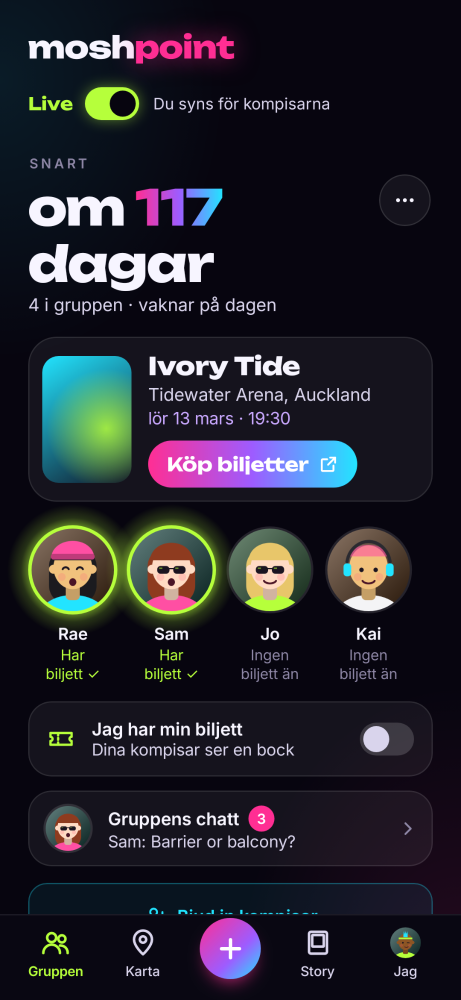 moshpoint
Live
Du syns för kompisarna
SNART
om 117
dagar
4 i gruppen · vaknar på dagen
Ivory Tide
Tidewater Arena, Auckland
lör 13 mars · 19:30
Köp biljetter
Rae
Sam
Jo
Kai
Har
biljett ✓
Har
biljett ✓
Ingen
biljett än
Ingen
biljett än
Jag har min biljett
Dina kompisar ser en bock
Gruppens chatt 3
Sam: Barrier or balcony?
Gruppen
Karta
Story
Jag